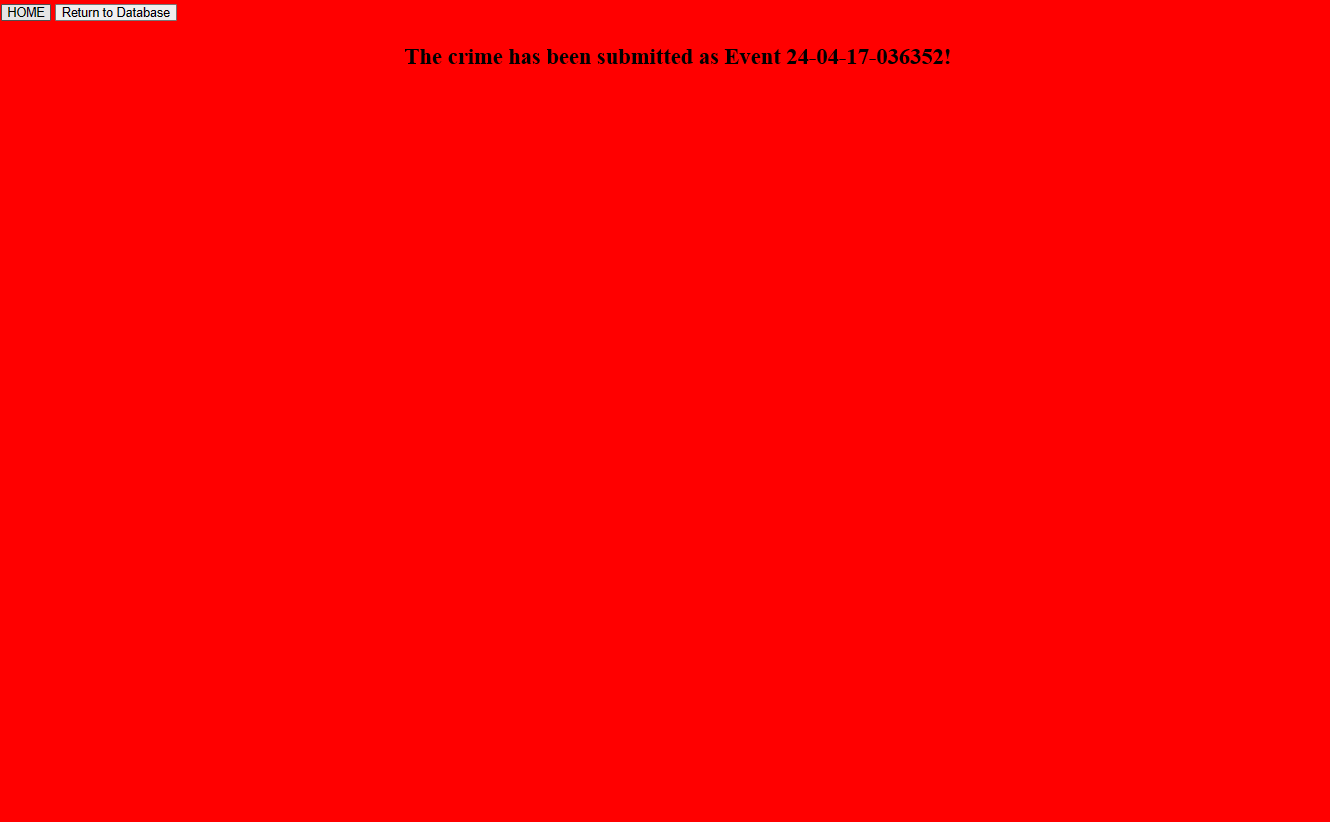 HOME Return to Database
The crime has been submitted as Event 24-04-17-036352!